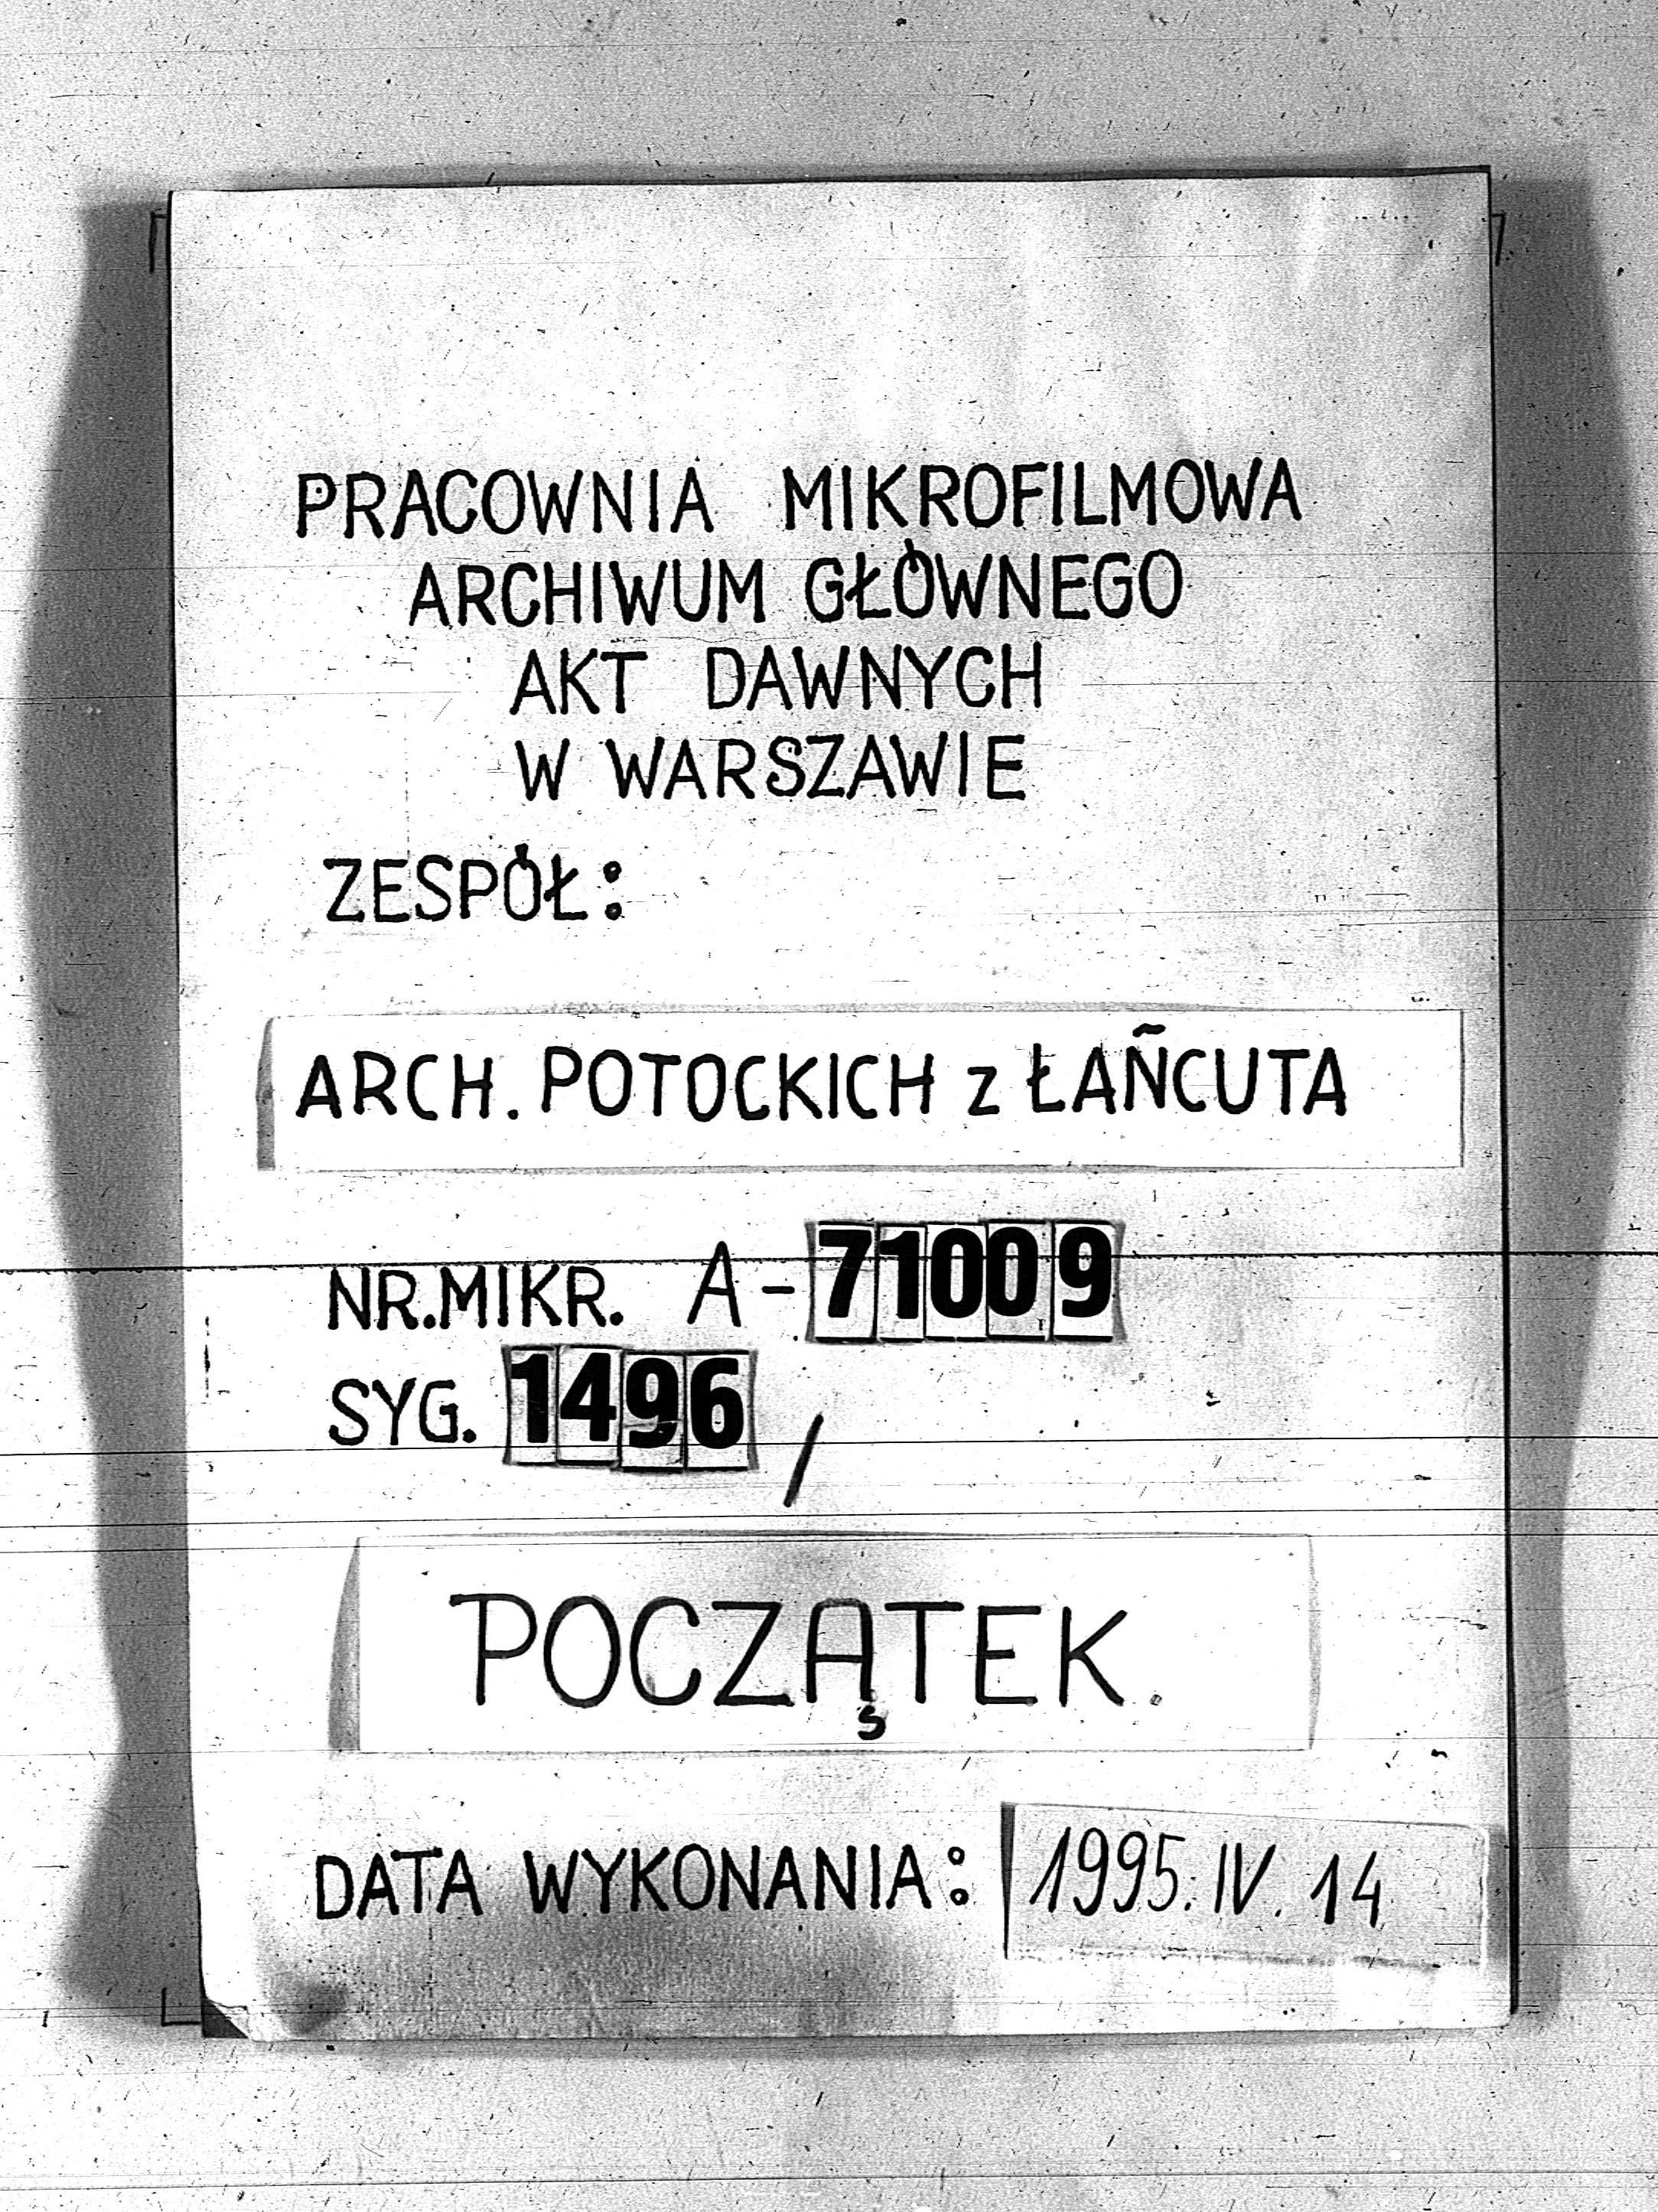 PRACOWNIA MIKROFILMOWA
ARCHIWUM GŁÓWNEGO
AKT DAWNYCH
W WARSZAWIE
ZESPÓŁ:
ARCH. POTOCKICH z ŁAÑCUTA
NR.MIKR. A-71009
SYG. 1496 /
POCZĄTEK.
DATA WYKONANIA: 1995.IV.14